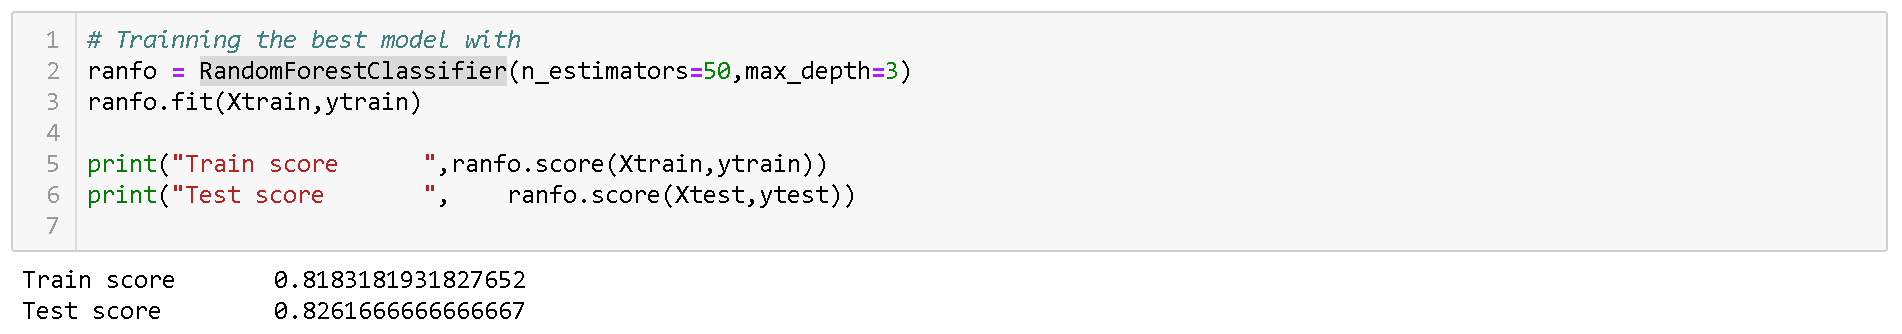 1 # Trainning the best model with
2 ranfo = RandomForestClassifier(n_estimators=50,max_depth=3)
3 ranfo.fit(Xtrain,ytrain)
4
5 print("Train score      ",ranfo.score(Xtrain,ytrain))
6 print("Test score       ",    ranfo.score(Xtest,ytest))
7
Train score       0.8183181931827652
Test score        0.8261666666666667